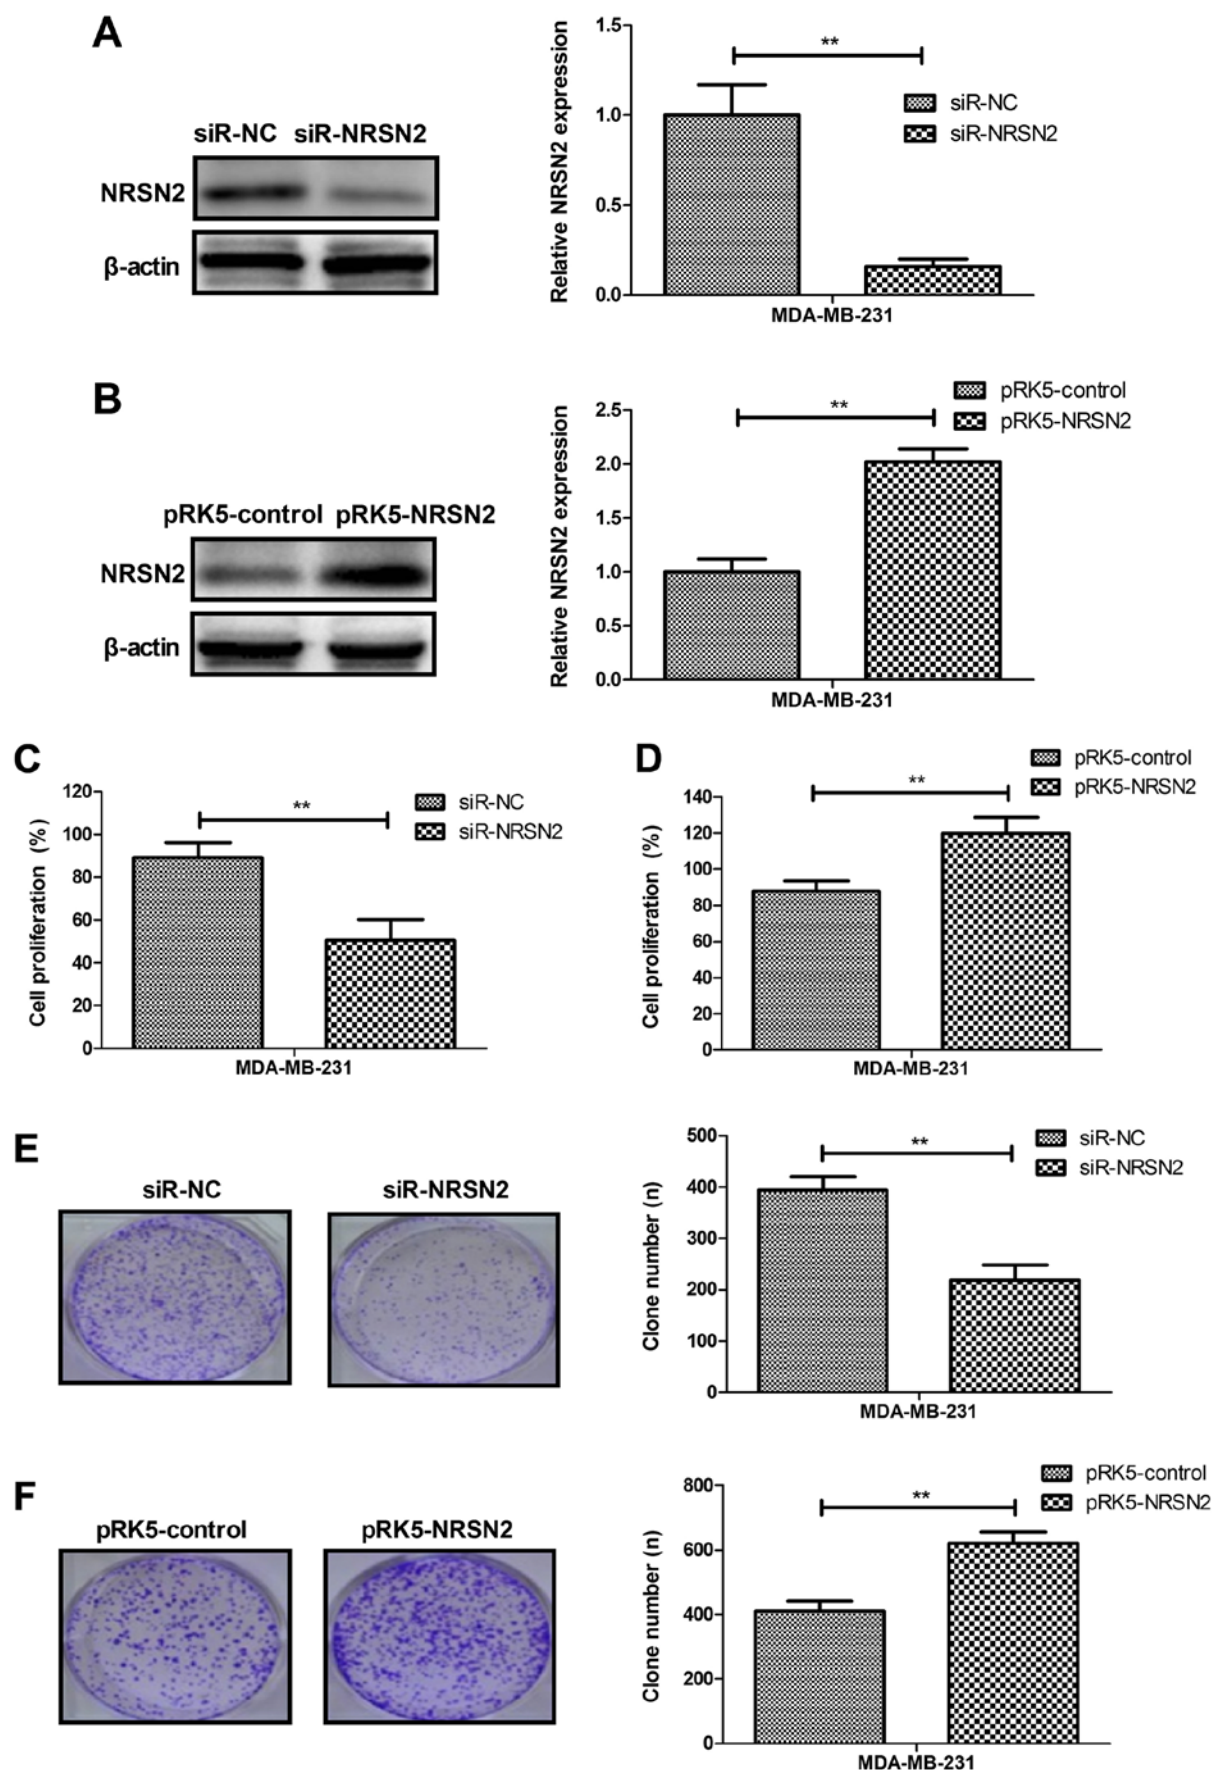 A
siR-NC siR-NRSN2
NRSN2
β-actin
Relative NRSN2 expression
1.5
1.0
0.5
0.0
**
siR-NC
siR-NRSN2
MDA-MB-231
B
pRK5-control pRK5-NRSN2
NRSN2
β-actin
Relative NRSN2 expression
2.5
2.0
1.5
1.0
0.5
0.0
**
pRK5-control
pRK5-NRSN2
MDA-MB-231
C
Cell proliferation (%)
120
100
80
60
40
20
0
**
siR-NC
siR-NRSN2
MDA-MB-231
D
Cell proliferation (%)
140
120
100
80
60
40
20
0
**
pRK5-control
pRK5-NRSN2
MDA-MB-231
E
siR-NC
siR-NRSN2
Clone number (n)
500
400
300
200
100
0
**
siR-NC
siR-NRSN2
MDA-MB-231
F
pRK5-control
pRK5-NRSN2
Clone number (n)
800
600
400
200
0
**
pRK5-control
pRK5-NRSN2
MDA-MB-231